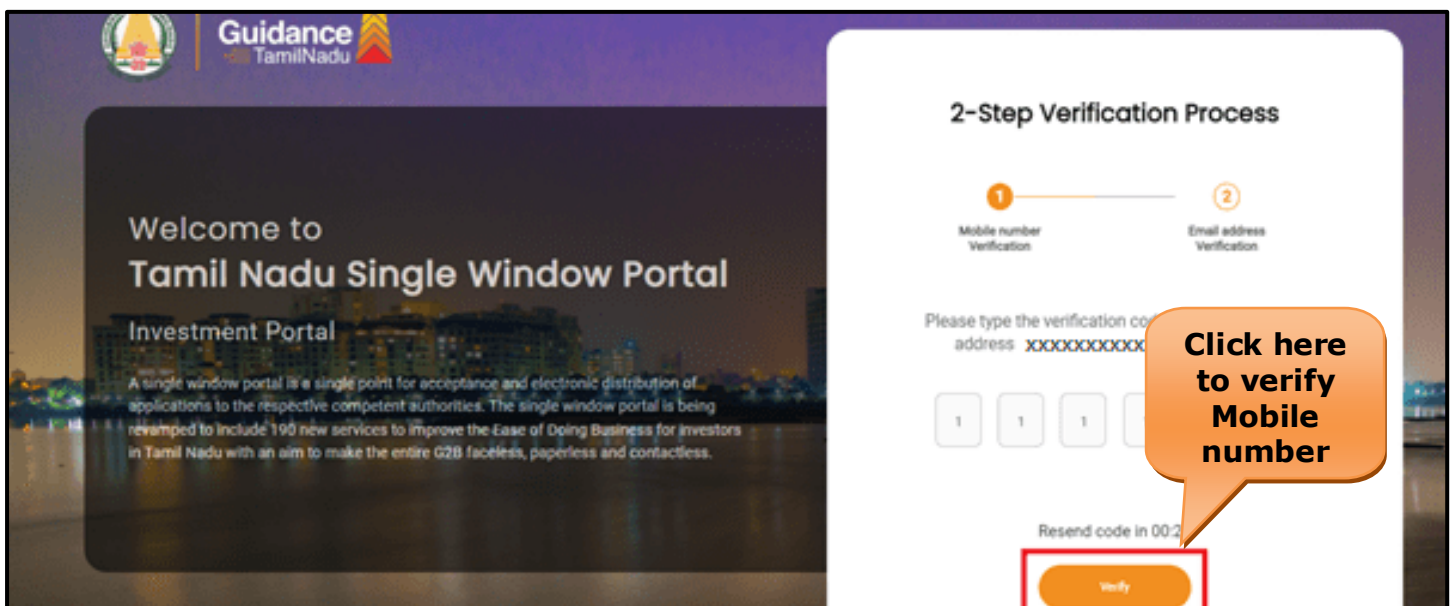 Guidance
TamilNadu
Welcome to
Tamil Nadu Single Window Portal
Investment Portal
A single window portal is a single point for acceptance and electronic distribution of
applications to the respective competent authorities. The single window portal is being
revamped to include 190 new services to improve the Ease of Doing Business for investors
in Tamil Nadu with an aim to make the entire G2B faceless, paperless and contactless.
2-Step Verification Process
1
2
Mobile number
Verification
Email address
Verification
Please type the verification
address xxxxxxxxxx
1 1 1
Resend code in 00:2
Verify
Click here
to verify
Mobile
number